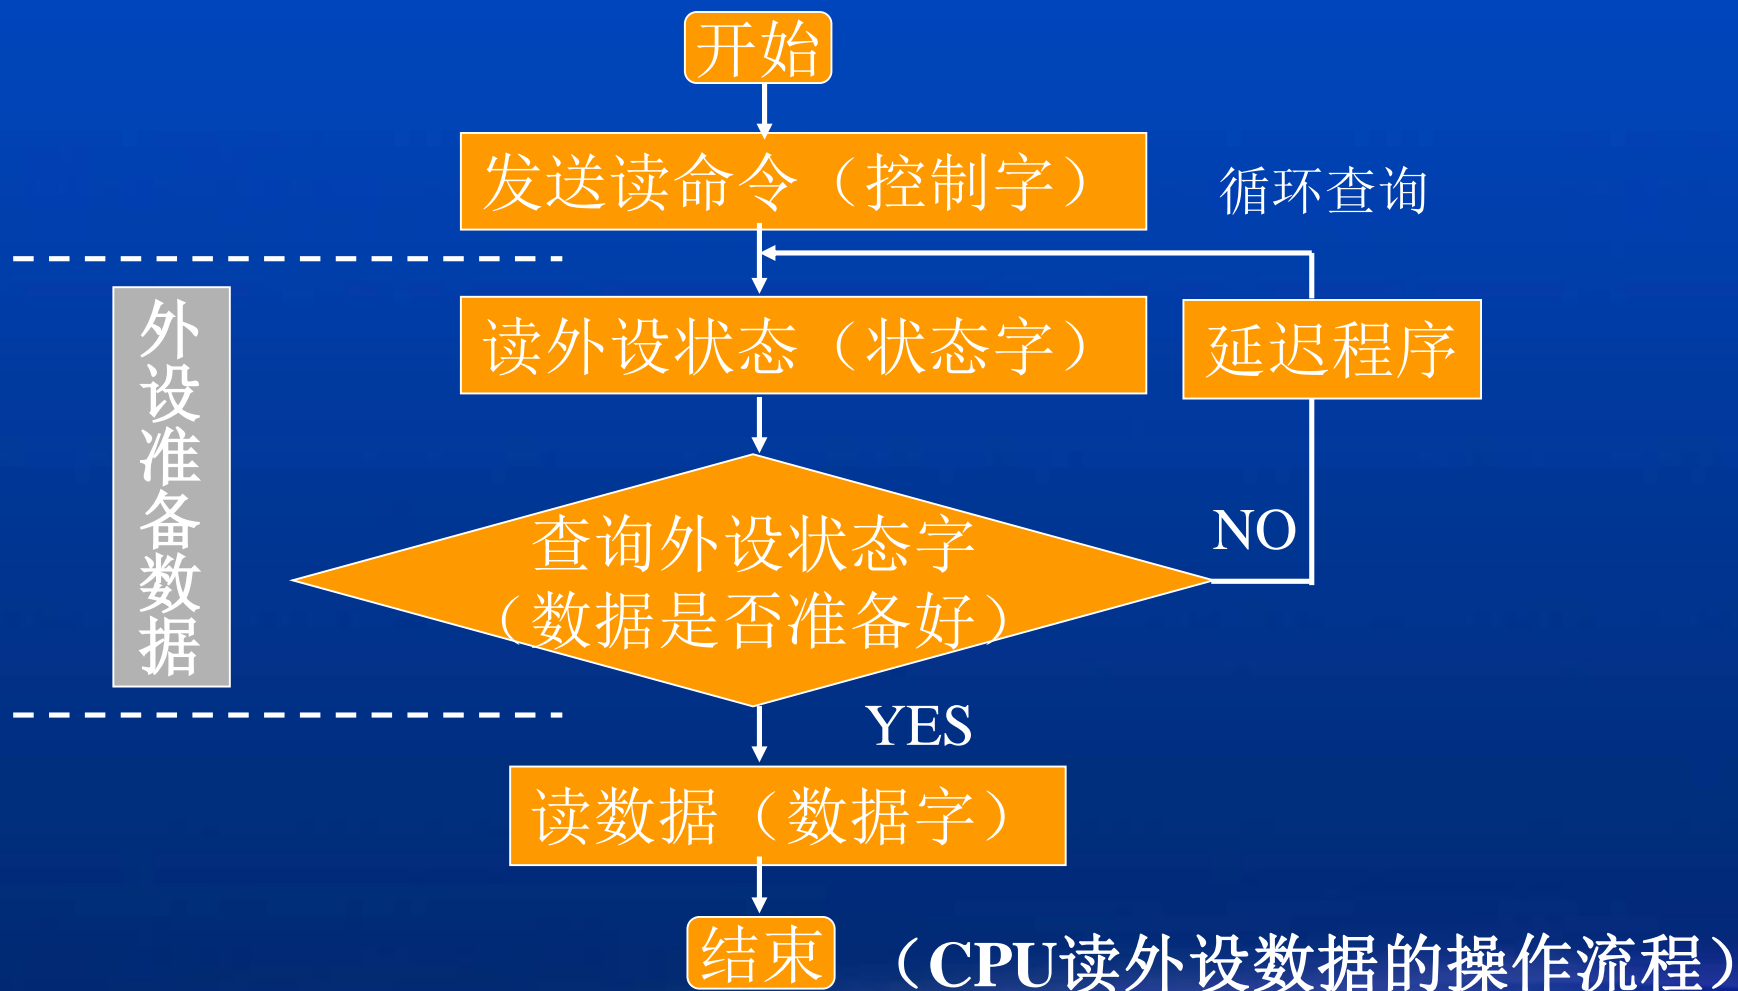 开始
发送读命令（控制字）
循环查询
外设准备数据
读外设状态（状态字）
延迟程序
查询外设状态字
（数据是否准备好）
NO
YES
读数据（数据字）
结束
（CPU读外设数据的操作流程）